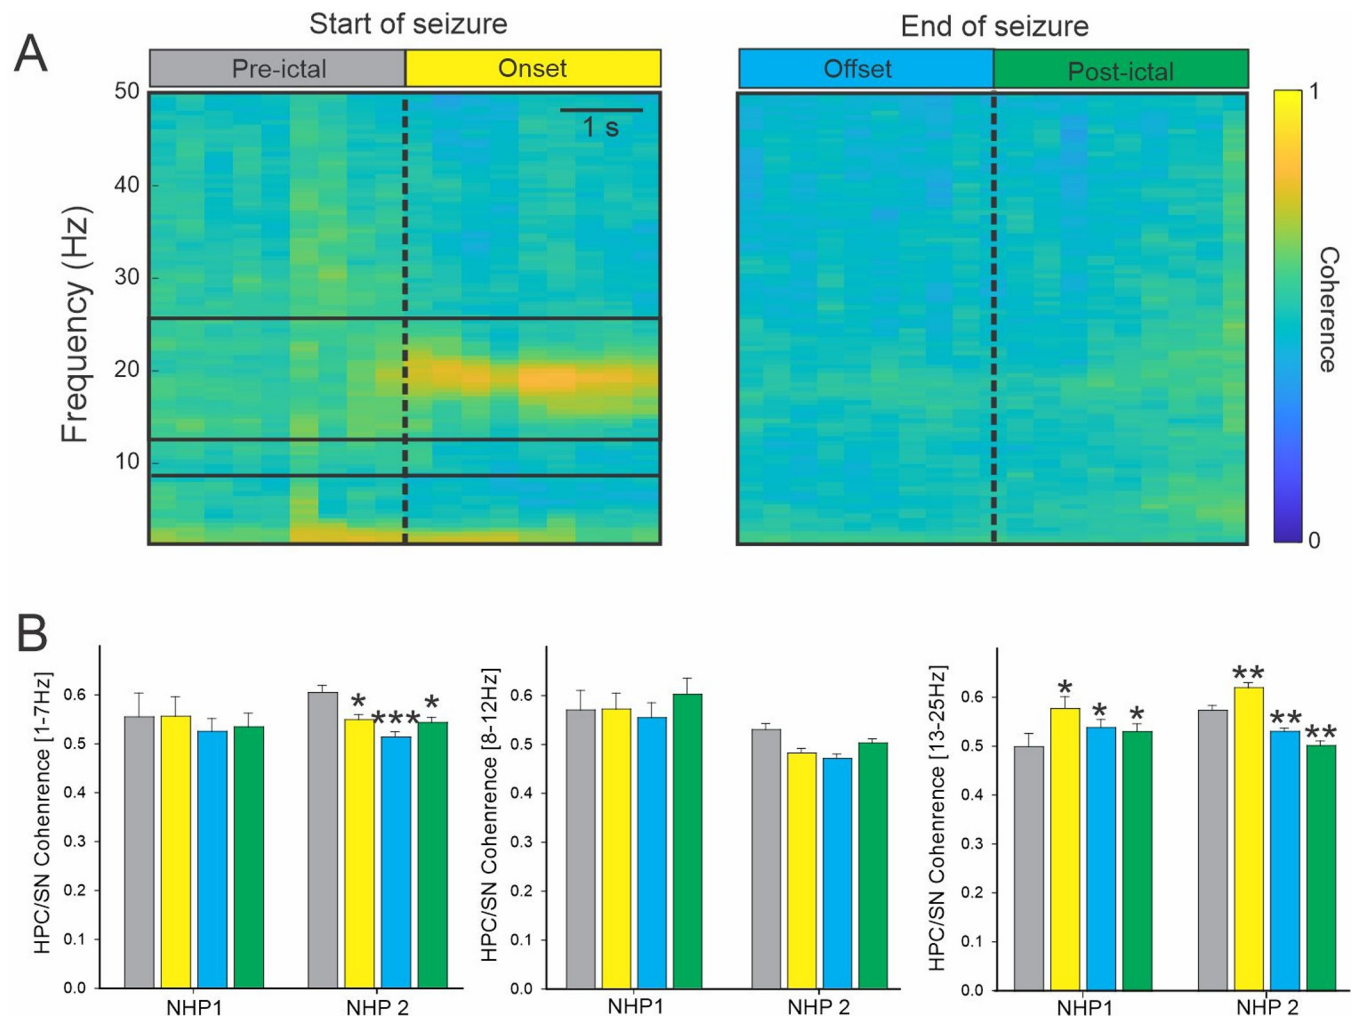 A
Start of seizure
End of seizure
Pre-ictal
Onset
Offset
Post-ictal
50
40
30
20
10
Frequency (Hz)
1 s
1
0
Coherence
B
HPC/SN Cohenrence [1-7Hz]
0.6
0.5
0.4
0.3
0.2
0.1
0.0
*
***
*
NHP1
NHP 2
HPC/SN Cohenrence [8-12Hz]
0.6
0.5
0.4
0.3
0.2
0.1
0.0
NHP1
NHP 2
HPC/SN Cohenrence [13-25Hz]
0.6
0.5
0.4
0.3
0.2
0.1
0.0
*
*
*
**
**
**
NHP1
NHP 2